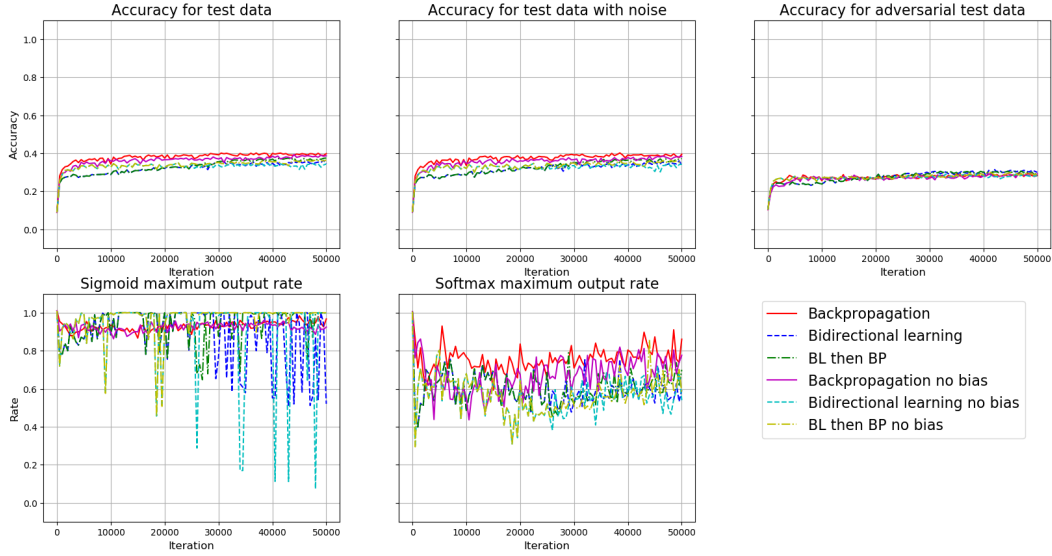 Accuracy for test data
Accuracy for test data with noise
Accuracy for adversarial test data
1.0
0.8
0.6
0.4
0.2
0.0
Accuracy
0 10000 20000 30000 40000 50000
Iteration
0 10000 20000 30000 40000 50000
Iteration
0 10000 20000 30000 40000 50000
Iteration
Sigmoid maximum output rate
Softmax maximum output rate
1.0
0.8
0.6
0.4
0.2
0.0
Rate
0 10000 20000 30000 40000 50000
Iteration
0 10000 20000 30000 40000 50000
Iteration
Backpropagation
Bidirectional learning
BL then BP
Backpropagation no bias
Bidirectional learning no bias
BL then BP no bias